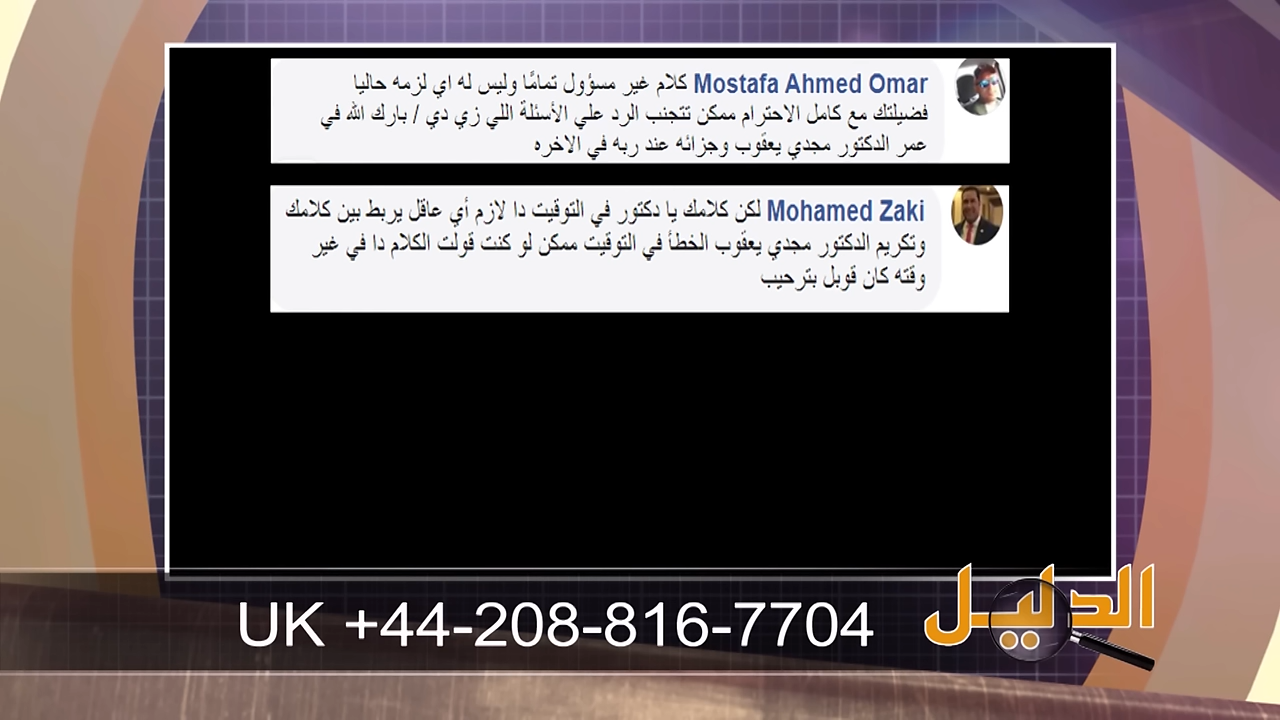 Mostafa Ahmed Omar كلام غير مسؤول تمامًا وليس له اي لزمه حاليا
فضيلتك مع كامل الاحترام ممكن تتجنب الرد علي الأسئلة اللي زي دي / بارك الله في
عمر الدكتور مجدي يعقوب وجزائه عند ربه في الاخره
Mohamed Zaki لكن كلامك يا دكتور في التوقيت دا لازم أي عاقل يربط بين كلامك
وتكريم الدكتور مجدي يعقوب الخطأ في التوقيت ممكن لو كنت قولت الكلام دا في غير
وقته كان قوبل بترحيب
UK +44-208-816-7704
الدليل